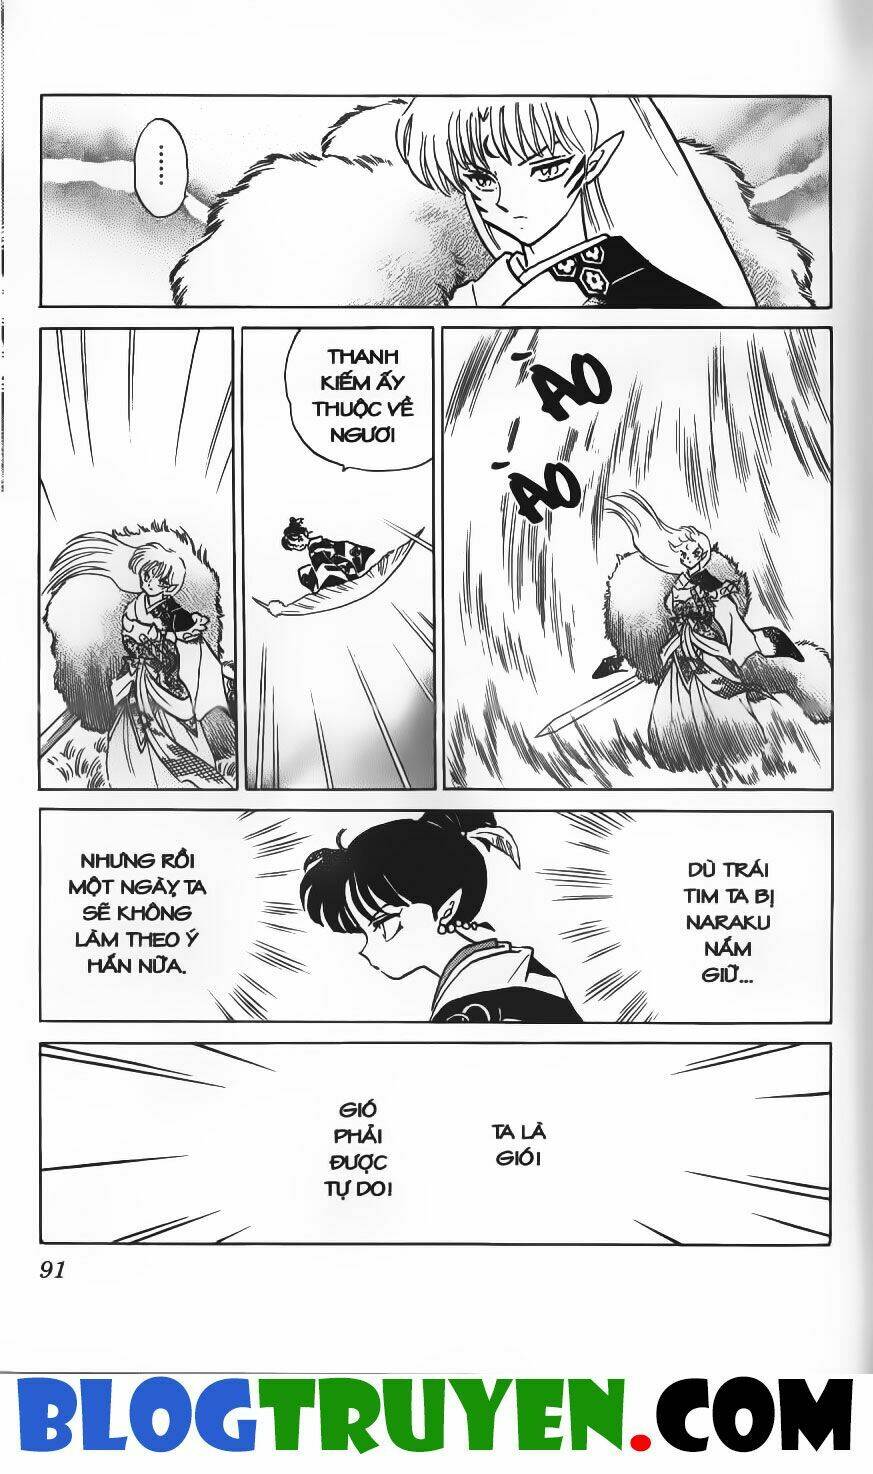 ........
ÀO
ÀO
THANH
KIẾM ẤY
THUỘC VỀ
NGƯƠI
DÙ TRÁI
TIM TA BỊ
NARAKU
NẮM
GIỮ...
NHƯNG RỒI
MỘT NGÀY, TA
SẼ KHÔNG
LÀM THEO Ý
HẮN NỮA.
TA LÀ
GIÓ!
GIÓ
PHẢI
ĐƯỢC
TỰ DO!
91
BLOGTRUYEN.COM